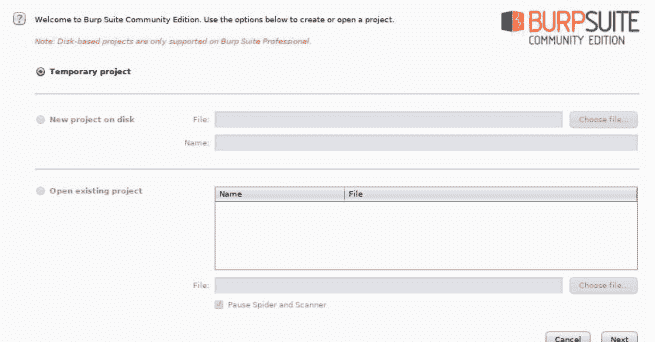 ?
Welcome to Burp Suite Community Edition. Use the options below to create or open a project.
BURPSUITE
COMMUNITY EDITION
Note: Disk-based projects are only supported on Burp Suite Professional.
Temporary project
New project on disk
File:
Choose file...
Name:
Open existing project
Name
File
File:
Choose file...
Pause Spider and Scanner
Cancel
Next